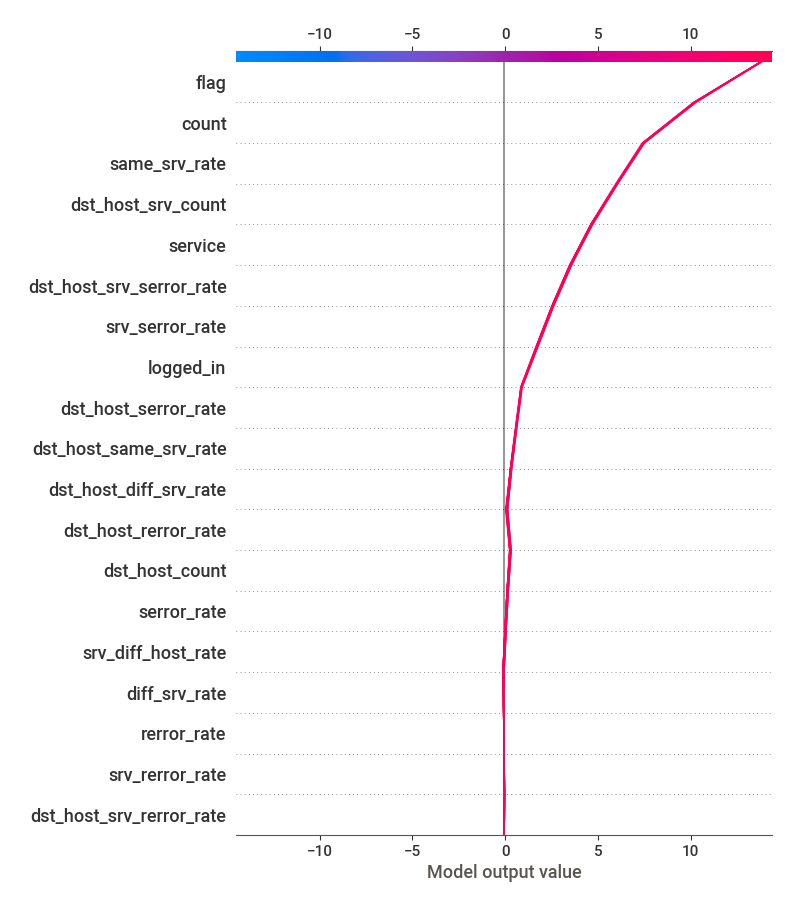 −10 −5 0 5 10
flag
count
same_srv_rate
dst_host_srv_count
service
dst_host_srv_serror_rate
srv_serror_rate
logged_in
dst_host_serror_rate
dst_host_same_srv_rate
dst_host_diff_srv_rate
dst_host_rerror_rate
dst_host_count
serror_rate
srv_diff_host_rate
diff_srv_rate
rerror_rate
srv_rerror_rate
dst_host_srv_rerror_rate
−10 −5 0 5 10
Model output value